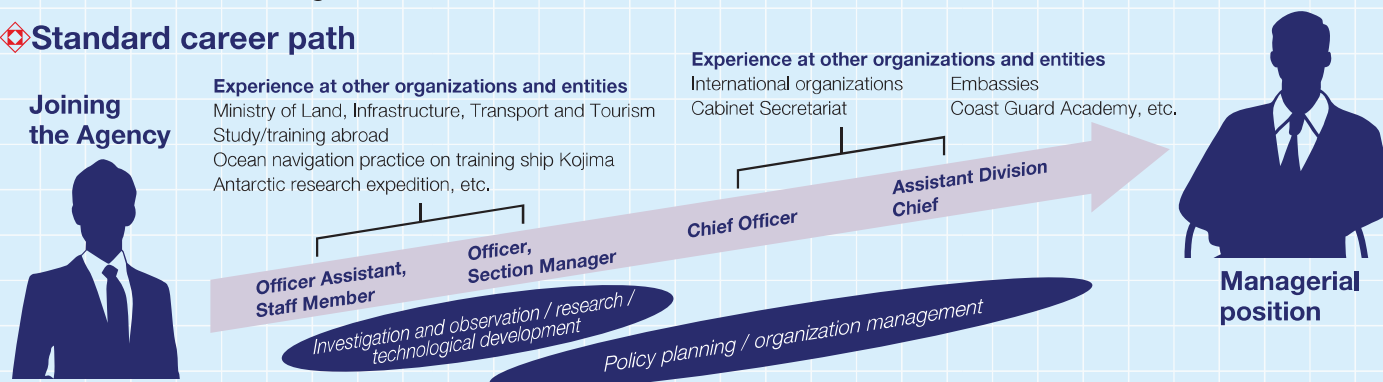 Standard career path
Joining
the Agency
Experience at other organizations and entities
Ministry of Land, Infrastructure, Transport and Tourism
Study/training abroad
Ocean navigation practice on training ship Kojima
Antarctic research expedition, etc.
Experience at other organizations and entities
International organizations
Embassies
Cabinet Secretariat
Coast Guard Academy, etc.
Officer Assistant,
Staff Member
Officer,
Section Manager
Chief Officer
Assistant Division
Chief
Investigation and observation / research /
technological development
Policy planning / organization management
Managerial
position